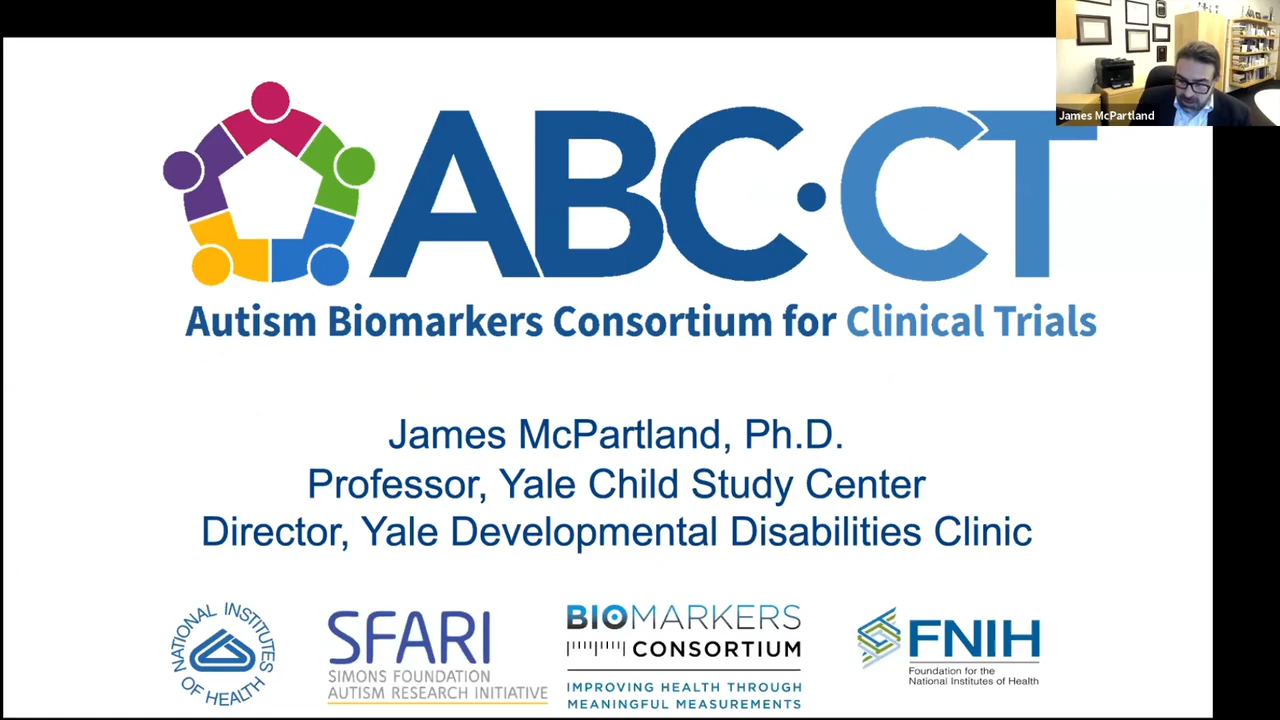 James McPartland
ABC·CT
Autism Biomarkers Consortium for Clinical Trials
James McPartland, Ph.D.
Professor, Yale Child Study Center
Director, Yale Developmental Disabilities Clinic
NATIONAL INSTITUTES OF HEALTH
SFARI
SIMONS FOUNDATION
AUTISM RESEARCH INITIATIVE
BIOMARKERS
CONSORTIUM
IMPROVING HEALTH THROUGH
MEANINGFUL MEASUREMENTS
FNIH
Foundation for the
National Institutes of Health